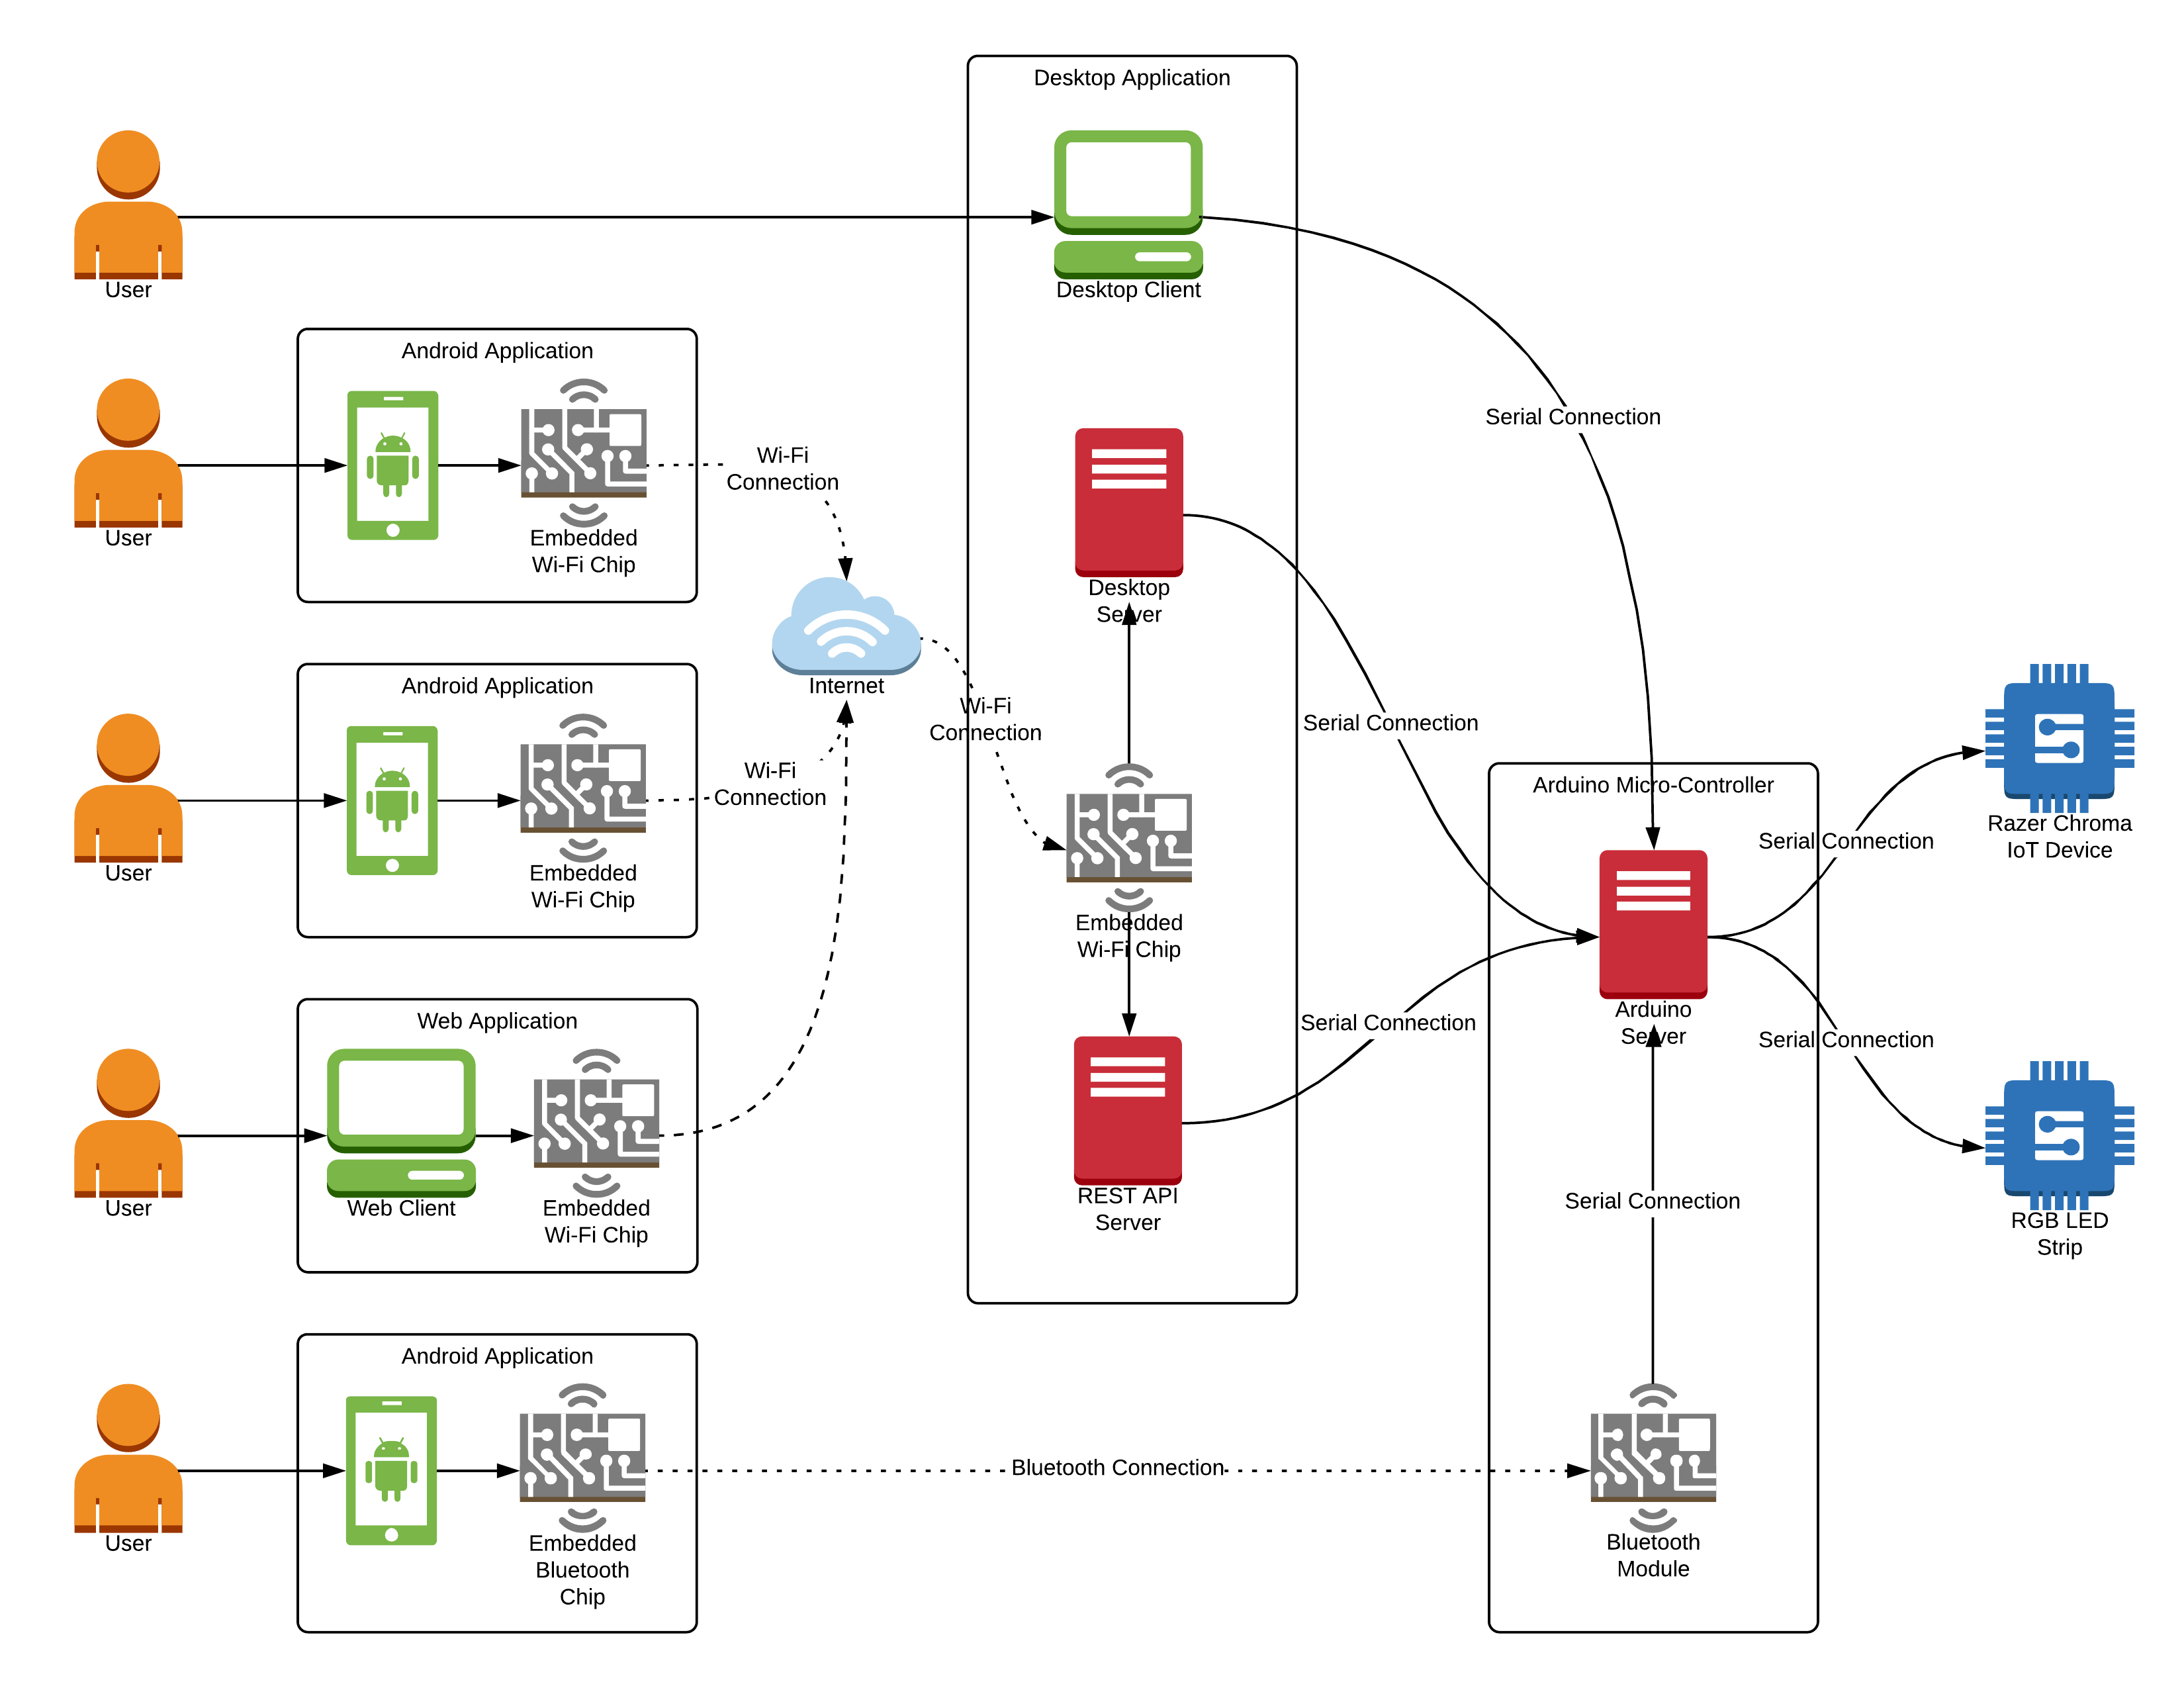 Desktop Application
Desktop Client
User
Android Application
Embedded
Wi-Fi Chip
User
Wi-Fi
Connection
Serial Connection
Desktop
Server
Internet
Android Application
Embedded
Wi-Fi Chip
User
Wi-Fi
Connection
Wi-Fi
Connection
Serial Connection
Embedded
Wi-Fi Chip
Arduino Micro-Controller
Serial Connection
Razer Chroma
IoT Device
Web Application
Web Client
Embedded
Wi-Fi Chip
User
Serial Connection
Arduino
Server
Serial Connection
REST API
Server
Serial Connection
RGB LED
Strip
Android Application
User
Embedded
Bluetooth
Chip
Bluetooth Connection
Bluetooth
Module